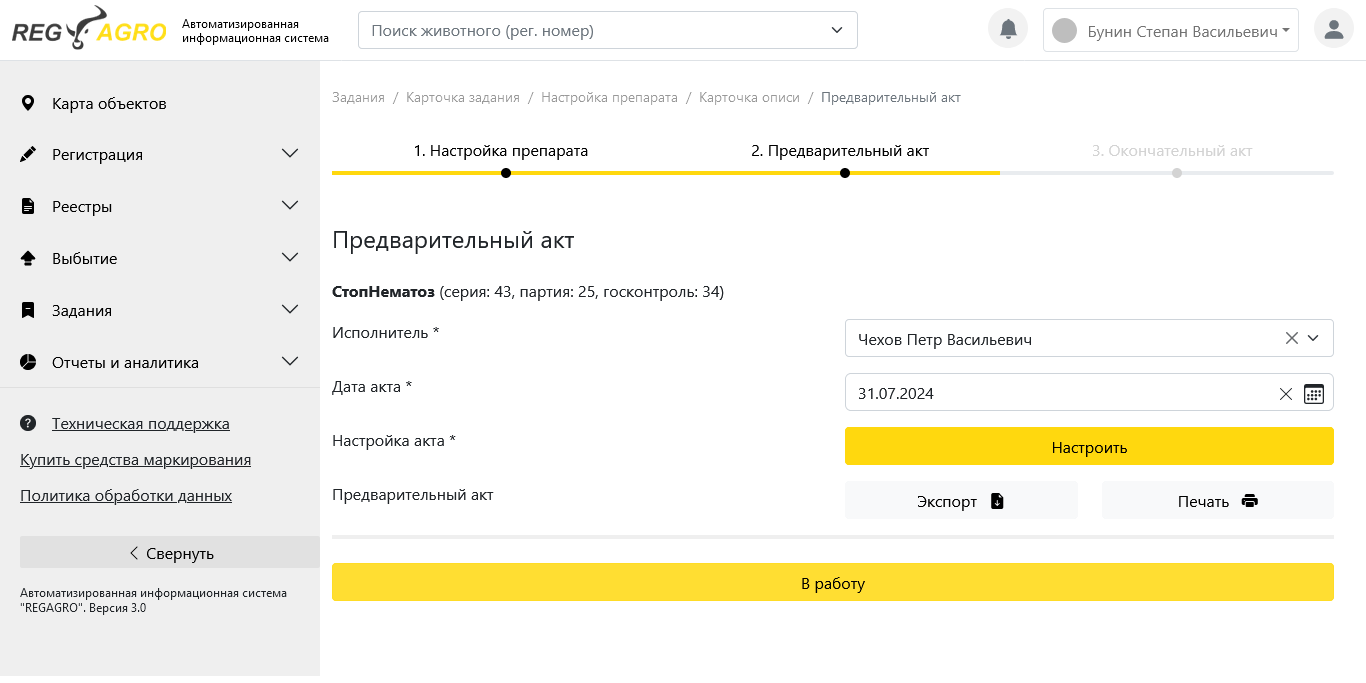 REG AGRO
Автоматизированная
информационная система
Поиск животного (рег. номер)
Бунин Степан Васильевич
Карта объектов
Регистрация
Реестры
Выбытие
Задания
Отчеты и аналитика
Техническая поддержка
Купить средства маркирования
Политика обработки данных
Свернуть
Автоматизированная информационная система
"REGAGRO". Версия 3.0
Задания / Карточка задания / Настройка препарата / Карточка описи / Предварительный акт
1. Настройка препарата
2. Предварительный акт
3. Окончательный акт
Предварительный акт
СтопНематоз (серия: 43, партия: 25, госконтроль: 34)
Исполнитель *
Чехов Петр Васильевич
Дата акта *
31.07.2024
Настройка акта *
Настроить
Предварительный акт
Экспорт
Печать
В работу